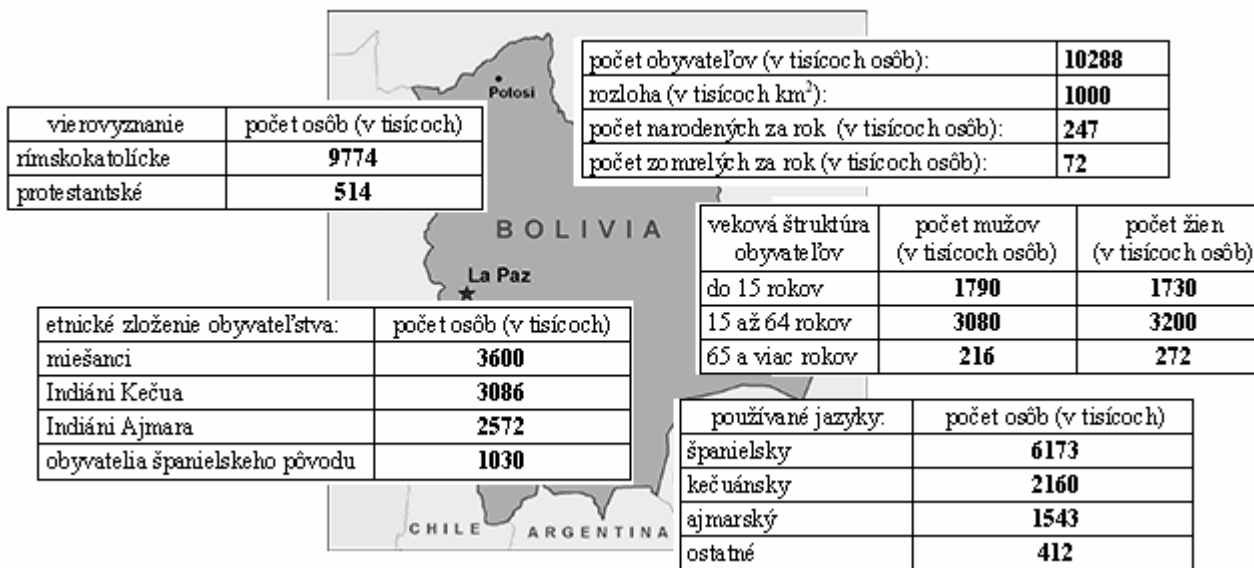 počet obyvateľov (v tisícoch osôb): 10288
rozloha (v tisícoch km²): 1000
počet narodených za rok (v tisícoch osôb): 247
počet zomrelých za rok (v tisícoch osôb): 72
Polosi
vierovyznanie počet osôb (v tisícoch)
rímskokatolícke 9774
protestantské 514
BOLIVIA
La Paz
veková štruktúra obyvateľov počet mužov (v tisícoch osôb) počet žien (v tisícoch osôb)
do 15 rokov 1790 1730
15 až 64 rokov 3080 3200
65 a viac rokov 216 272
etnické zloženie obyvateľstva: počet osôb (v tisícoch)
miešanci 3600
Indiáni Kečua 3086
Indiáni Ajmara 2572
obyvatelia španielskeho pôvodu 1030
používané jazyky: počet osôb (v tisícoch)
španielsky 6173
kečuánsky 2160
ajmarský 1543
ostatné 412
CHILE ARGENTINA